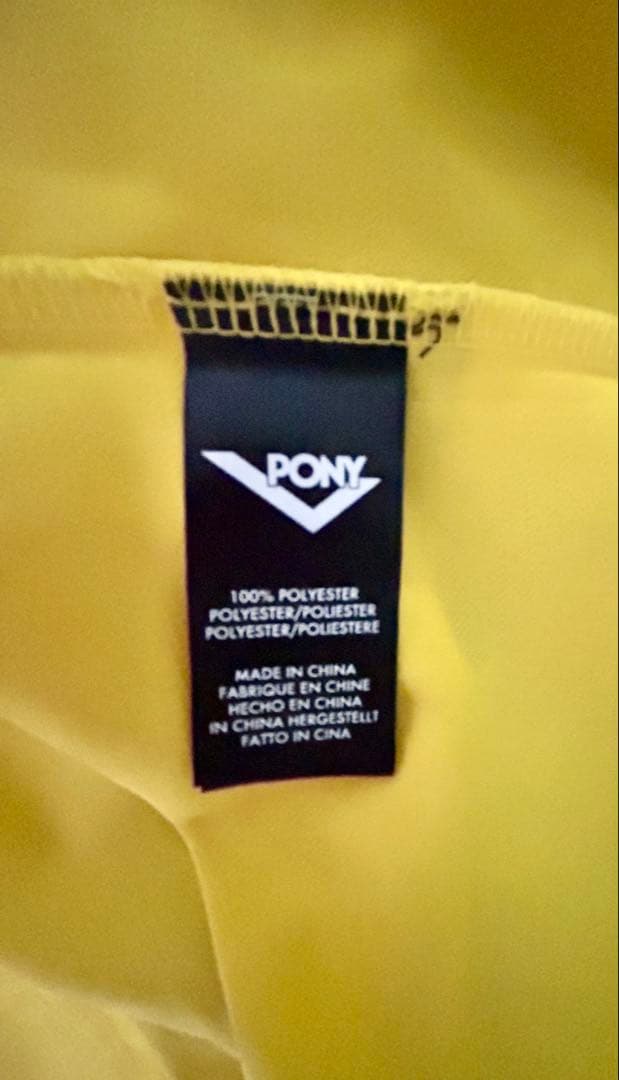 PONY
100% POLYESTER
POLYESTER/POLIESTER
POLYESTER/POLIESTERE
MADE IN CHINA
FABRIQUE EN CHINE
HECHO EN CHINA
IN CHINA HERGESTELLT
FATTO IN CINA